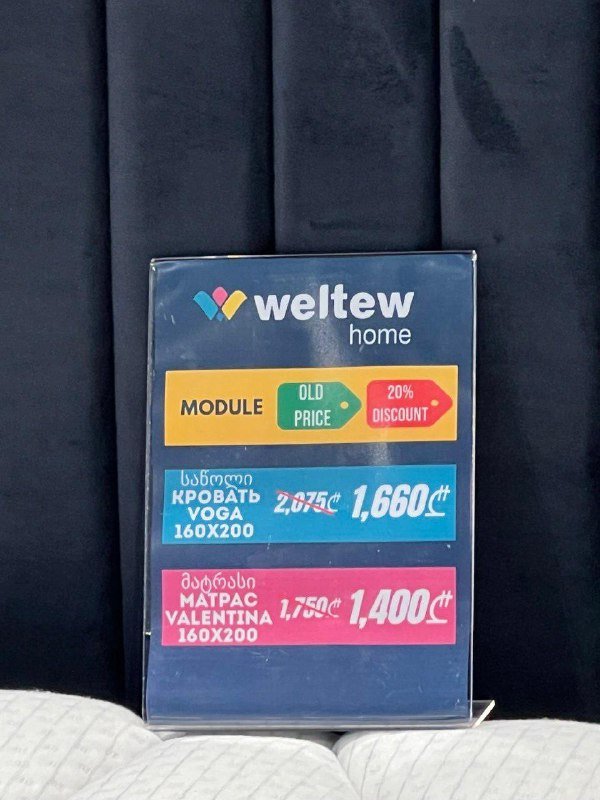 weltew
home
MODULE
OLD
PRICE
20%
DISCOUNT
საწოლი
КРОВАТЬ
VOGA
160X200
2,075₾
1,660₾
მატრასი
МАТРАС
VALENTINA
160X200
1,750₾
1,400₾